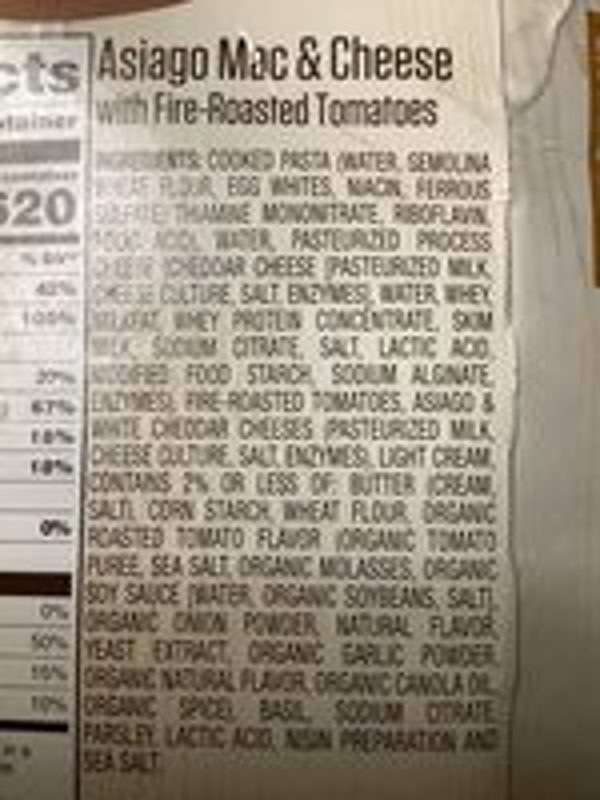 Asiago Mac & Cheese
with Fire-Roasted Tomatoes
INGREDIENTS: COOKED PASTA (WATER, SEMOLINA
WHEAT FLOUR, EGG WHITES, NIACIN, FERROUS
SULFATE, THIAMINE MONONITRATE, RIBOFLAVIN,
FOLIC ACID), WATER, PASTEURIZED PROCESS
CHEESE (CHEDDAR CHEESE [PASTEURIZED MILK,
CHEESE CULTURE, SALT, ENZYMES], WATER, WHEY,
MILKFAT, WHEY PROTEIN CONCENTRATE, SKIM
MILK, SODIUM CITRATE, SALT, LACTIC ACID,
MODIFIED FOOD STARCH, SODIUM ALGINATE,
ENZYMES), FIRE-ROASTED TOMATOES, ASIAGO &
WHITE CHEDDAR CHEESES (PASTEURIZED MILK,
CHEESE CULTURE, SALT, ENZYMES), LIGHT CREAM,
CONTAINS 2% OR LESS OF: BUTTER (CREAM,
SALT), CORN STARCH, WHEAT FLOUR, ORGANIC
ROASTED TOMATO FLAVOR (ORGANIC TOMATO
PUREE, SEA SALT, ORGANIC MOLASSES, ORGANIC
SOY SAUCE [WATER, ORGANIC SOYBEANS, SALT],
ORGANIC ONION POWDER, NATURAL FLAVOR,
YEAST EXTRACT, ORGANIC GARLIC POWDER,
ORGANIC NATURAL FLAVOR, ORGANIC CANOLA OIL,
ORGANIC SPICE), BASIL, SODIUM CITRATE,
PARSLEY, LACTIC ACID, NISIN PREPARATION AND
SEA SALT.
cts
tainer
620
% DV*
42%
100%
27%
67%
18%
18%
0%
0%
50%
15%
10%